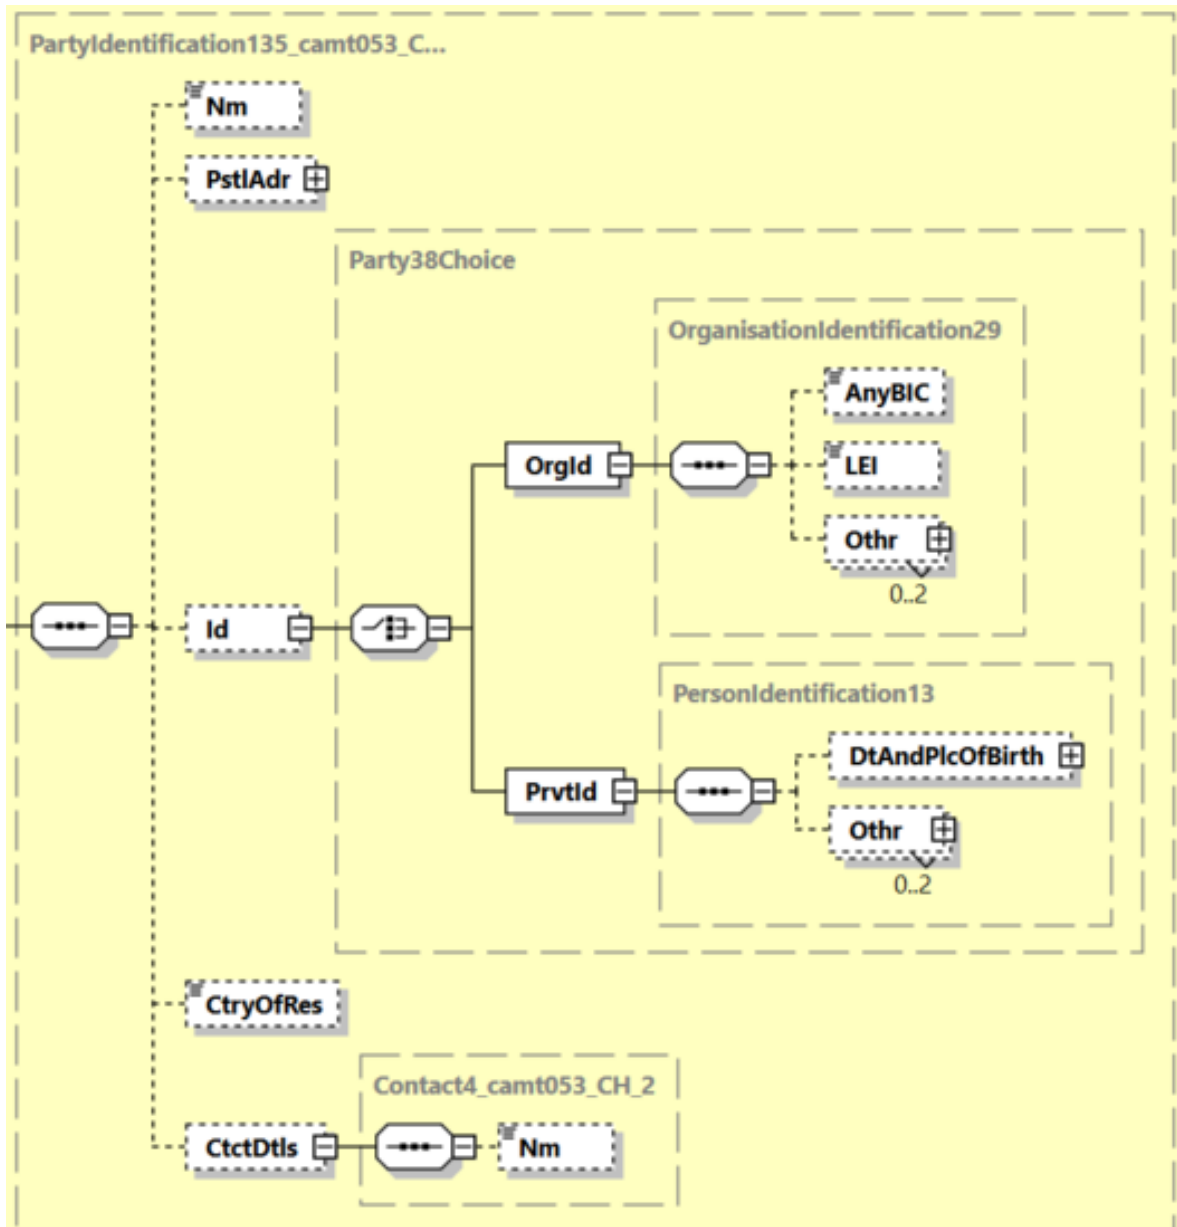 PartyIdentification135_camt053_C...
Nm
PstlAdr
Party38Choice
OrganisationIdentification29
AnyBIC
OrgId
LEI
Othr
0..2
Id
PersonIdentification13
DtAndPlcOfBirth
PrvtId
Othr
0..2
CtryOfRes
Contact4_camt053_CH_2
CtctDtls
Nm